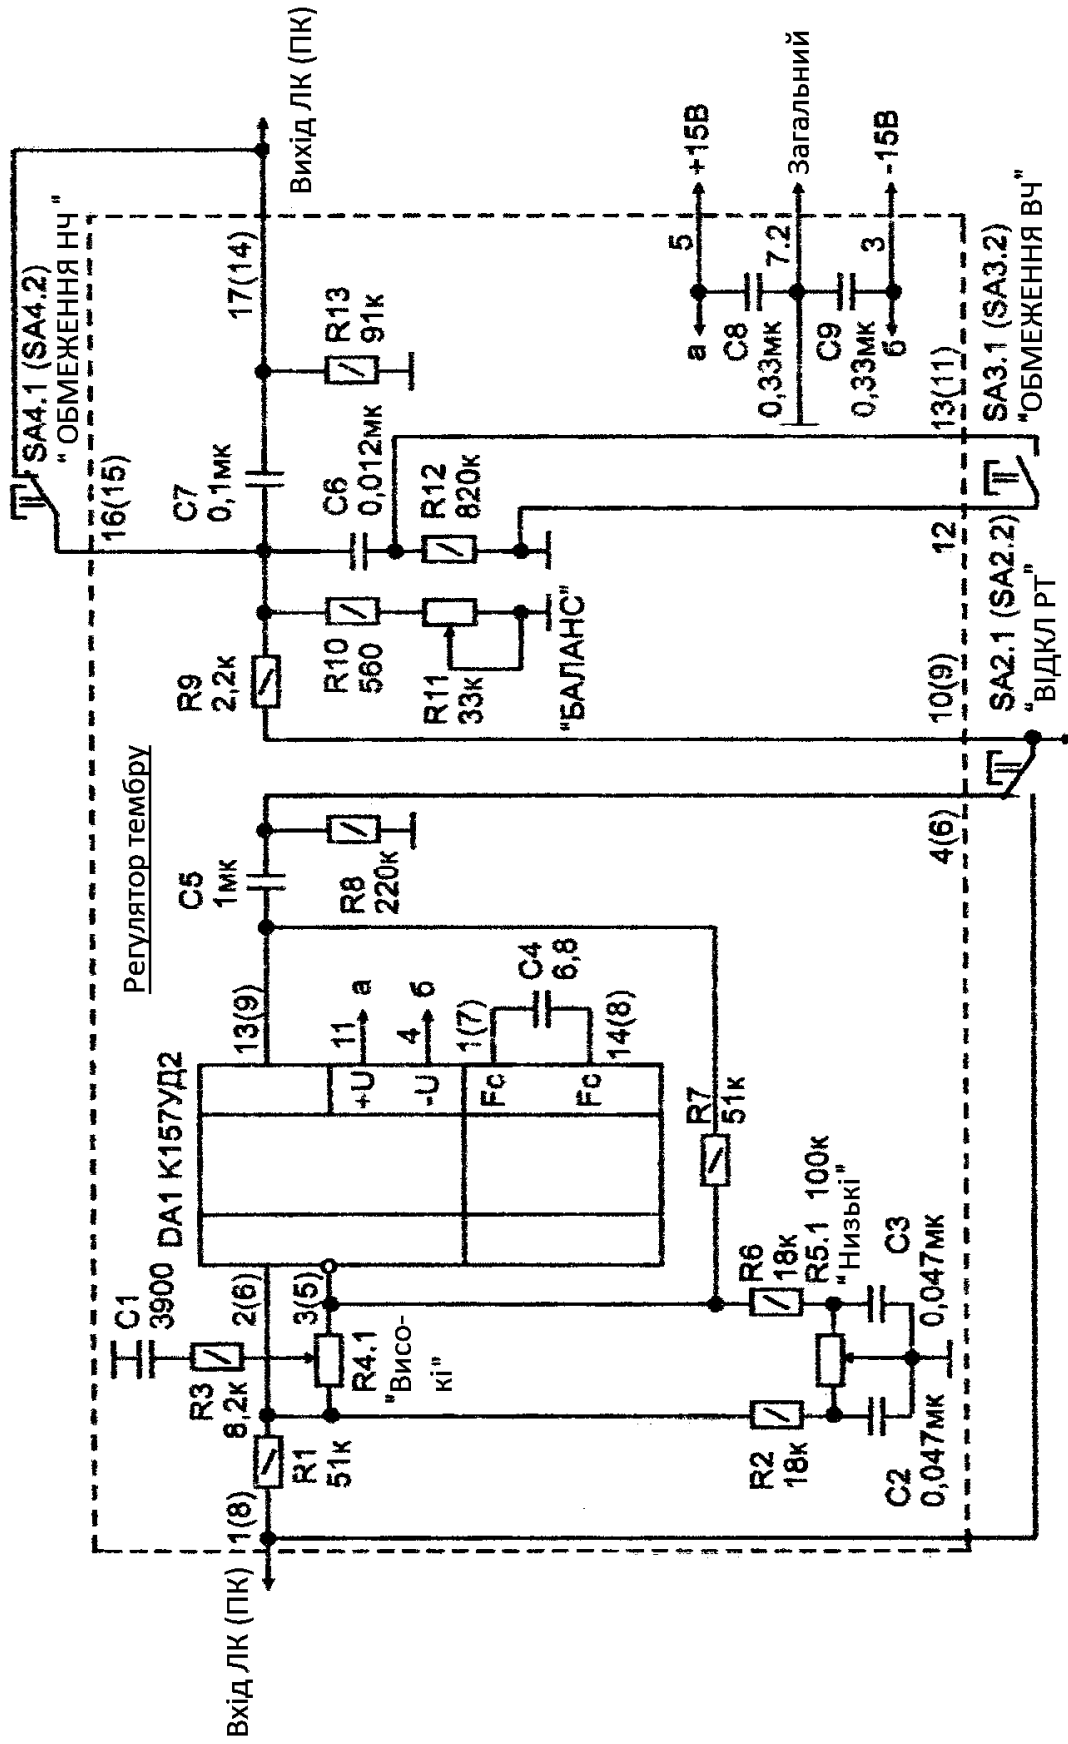 Регулятор тембру
Вхід ЛК (ПК)
1(8)
R1
51к
R3
8,2к
C1
3900
2(6)
3(5)
R4.1
"Висо-
кі"
DA1 К157УД2
13(9)
11
+U
а
4
-U
б
1(7)
Fc
Fc
14(8)
C4
6,8
R7
51к
R2
18к
R6
18к
R5.1 100к
"Низькі"
C2
0,047мк
C3
0,047мк
C5
1мк
R8
220к
4(6)
10(9)
SA2.1 (SA2.2)
"ВІДКЛ РТ"
R9
2,2к
R10
560
R11
33к
"БАЛАНС"
16(15)
SA4.1 (SA4.2)
" ОБМЕЖЕННЯ НЧ "
C7
0,1мк
C6
0,012мк
R12
820к
12
13(11)
SA3.1 (SA3.2)
"ОБМЕЖЕННЯ ВЧ"
R13
91к
17(14)
Вихід ЛК (ПК)
а
5
+15В
C8
0,33мк
7.2
Загальний
C9
0,33мк
б
3
-15В